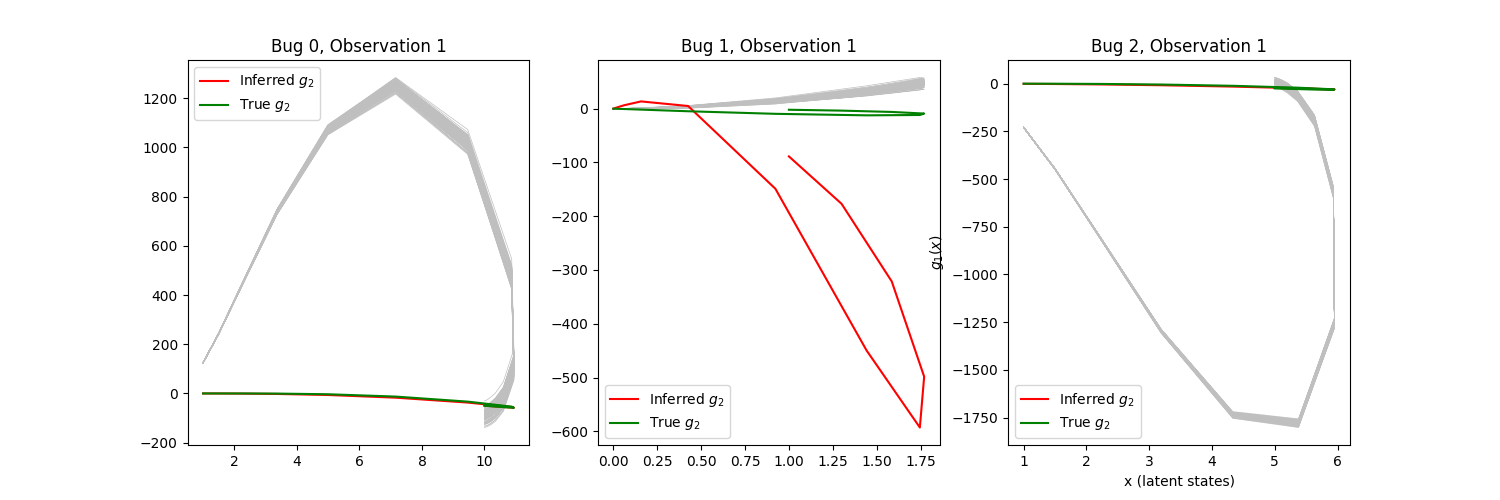 Bug 0, Observation 1
Inferred g₂
True g₂
1200
1000
800
600
400
200
0
−200
2 4 6 8 10
Bug 1, Observation 1
0
−100
−200
−300
−400
−500
−600
Inferred g₂
True g₂
0.00 0.25 0.50 0.75 1.00 1.25 1.50 1.75
Bug 2, Observation 1
g₁(x)
0
−250
−500
−750
−1000
−1250
−1500
−1750
Inferred g₂
True g₂
1 2 3 4 5 6
x (latent states)